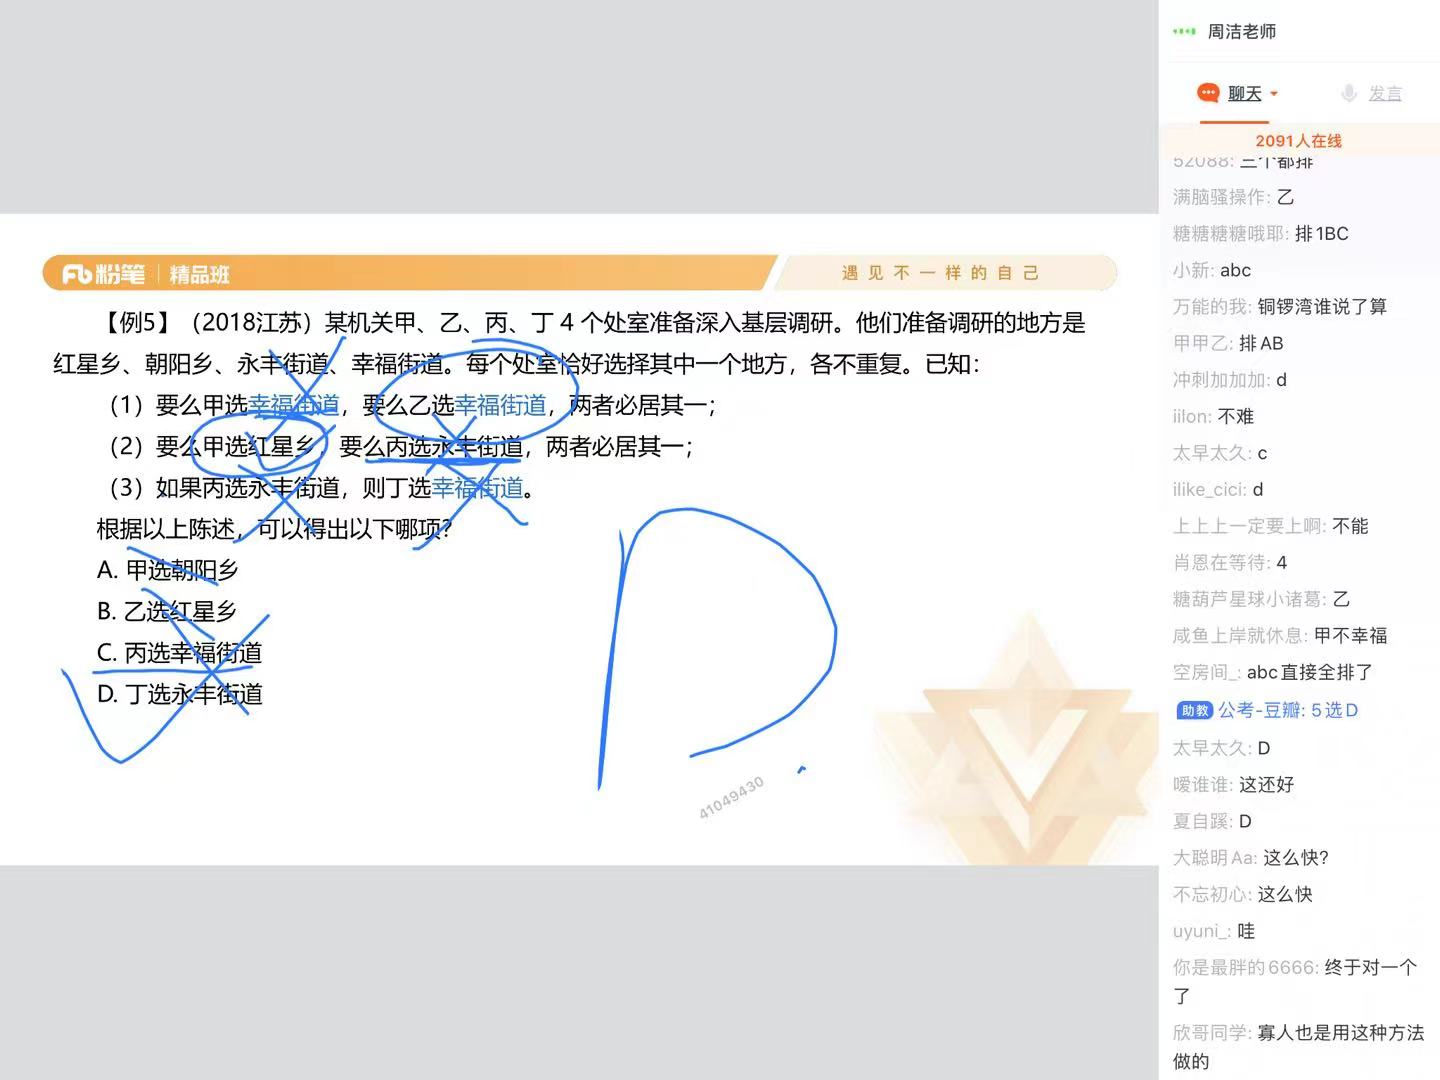 周洁老师
聊天
发言
2091人在线
52088: 三个都排
满脑骚操作: 乙
糖糖糖糖哦耶: 排1BC
小新: abc
万能的我: 铜锣湾谁说了算
甲甲乙: 排AB
冲刺加加加: d
iilon: 不难
太早太久: c
ilike_cici: d
上上上一定要上啊: 不能
肖恩在等待: 4
糖葫芦星球小诸葛: 乙
咸鱼上岸就休息: 甲不幸福
空房间_: abc直接全排了
助教 公考-豆瓣: 5选D
太早太久: D
嗳谁谁: 这还好
夏自蹊: D
大聪明Aa: 这么快?
不忘初心: 这么快
uyuni_: 哇
你是最胖的6666: 终于对一个
了
欣哥同学: 寡人也是用这种方法
做的
粉笔 精品班
遇见不一样的自己
【例5】（2018江苏）某机关甲、乙、丙、丁 4 个处室准备深入基层调研。他们准备调研的地方是
红星乡、朝阳乡、永丰街道、幸福街道。每个处室恰好选择其中一个地方，各不重复。已知：
（1）要么甲选幸福街道，要么乙选幸福街道，两者必居其一；
（2）要么甲选红星乡，要么丙选永丰街道，两者必居其一；
（3）如果丙选永丰街道，则丁选幸福街道。
根据以上陈述，可以得出以下哪项?
A. 甲选朝阳乡
B. 乙选红星乡
C. 丙选幸福街道
D. 丁选永丰街道
D
41049430